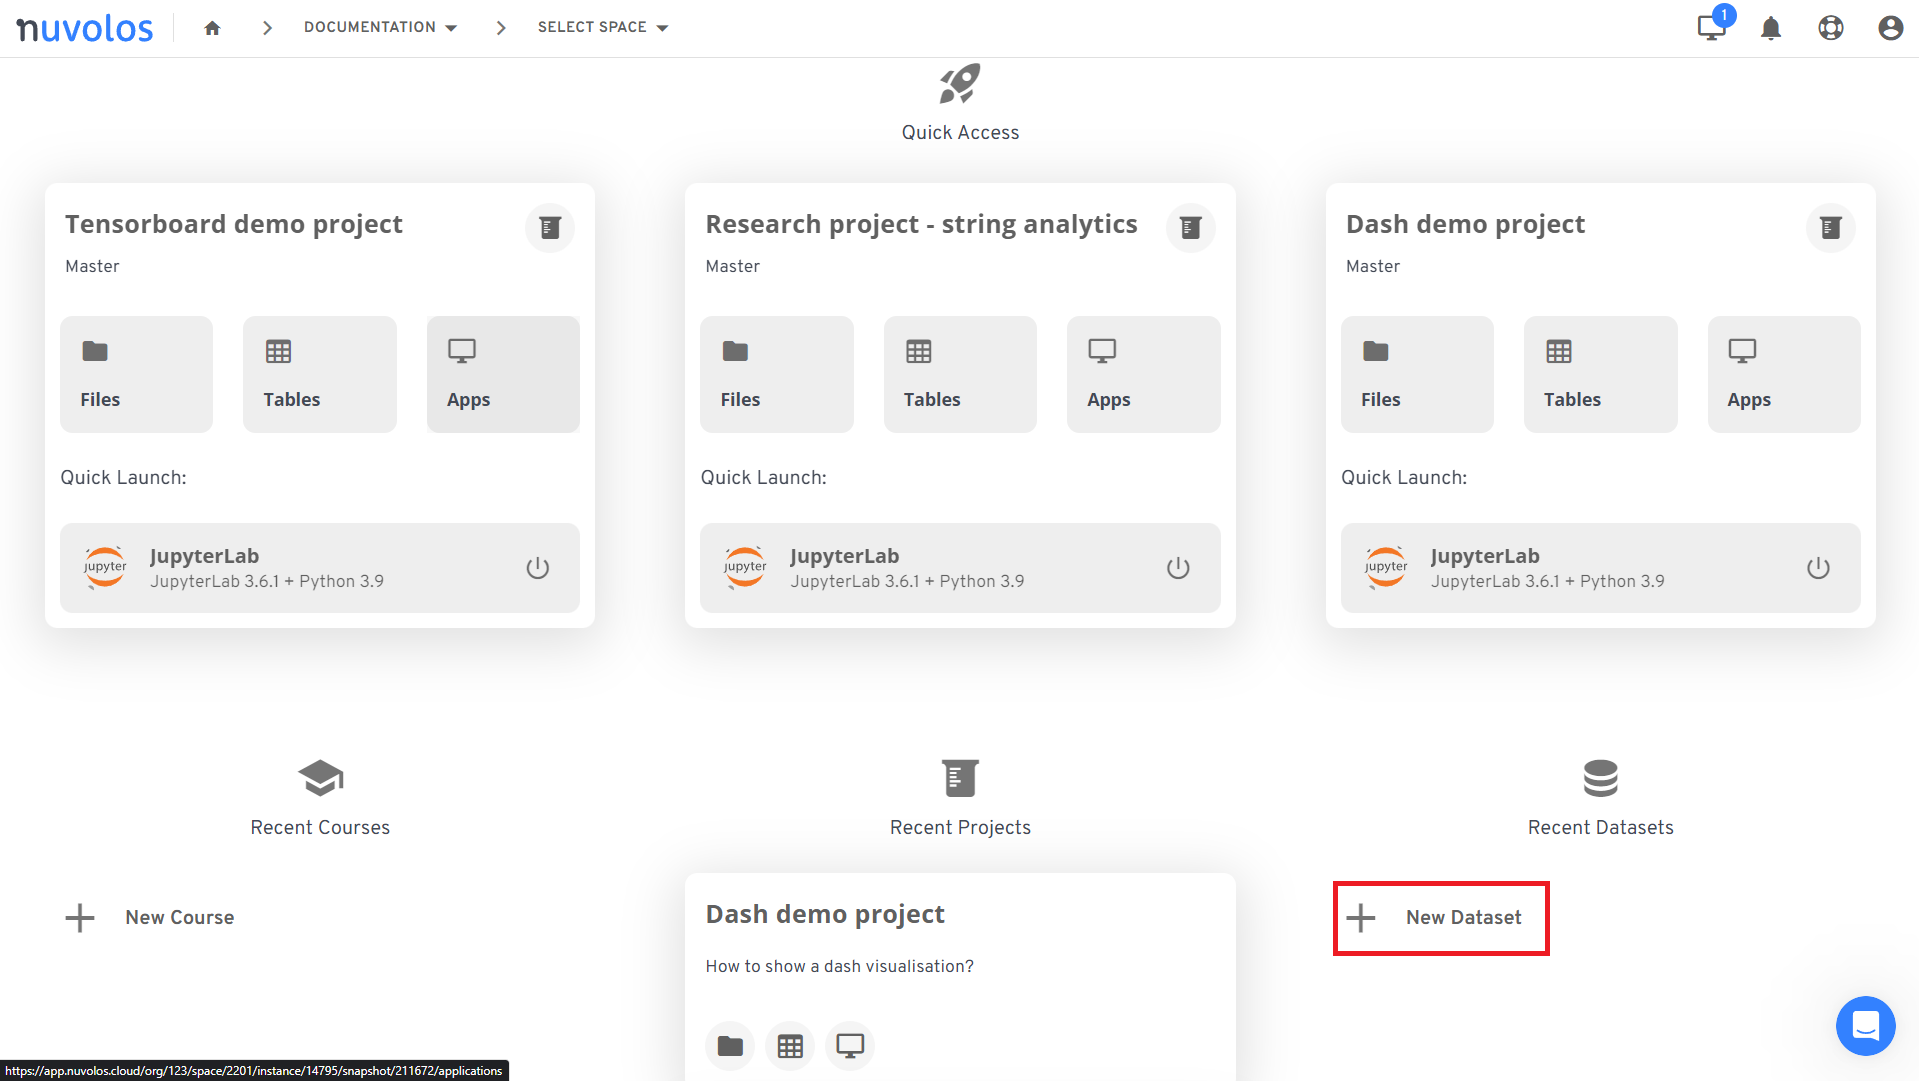 nuvolos
DOCUMENTATION
SELECT SPACE
1
Quick Access
Tensorboard demo project
Master
Files
Tables
Apps
Quick Launch:
jupyter
JupyterLab
JupyterLab 3.6.1 + Python 3.9
Research project - string analytics
Master
Files
Tables
Apps
Quick Launch:
jupyter
JupyterLab
JupyterLab 3.6.1 + Python 3.9
Dash demo project
Master
Files
Tables
Apps
Quick Launch:
jupyter
JupyterLab
JupyterLab 3.6.1 + Python 3.9
Recent Courses
New Course
Recent Projects
Dash demo project
How to show a dash visualisation?
Recent Datasets
New Dataset
https://app.nuvolos.cloud/org/123/space/2201/instance/14795/snapshot/211672/applications